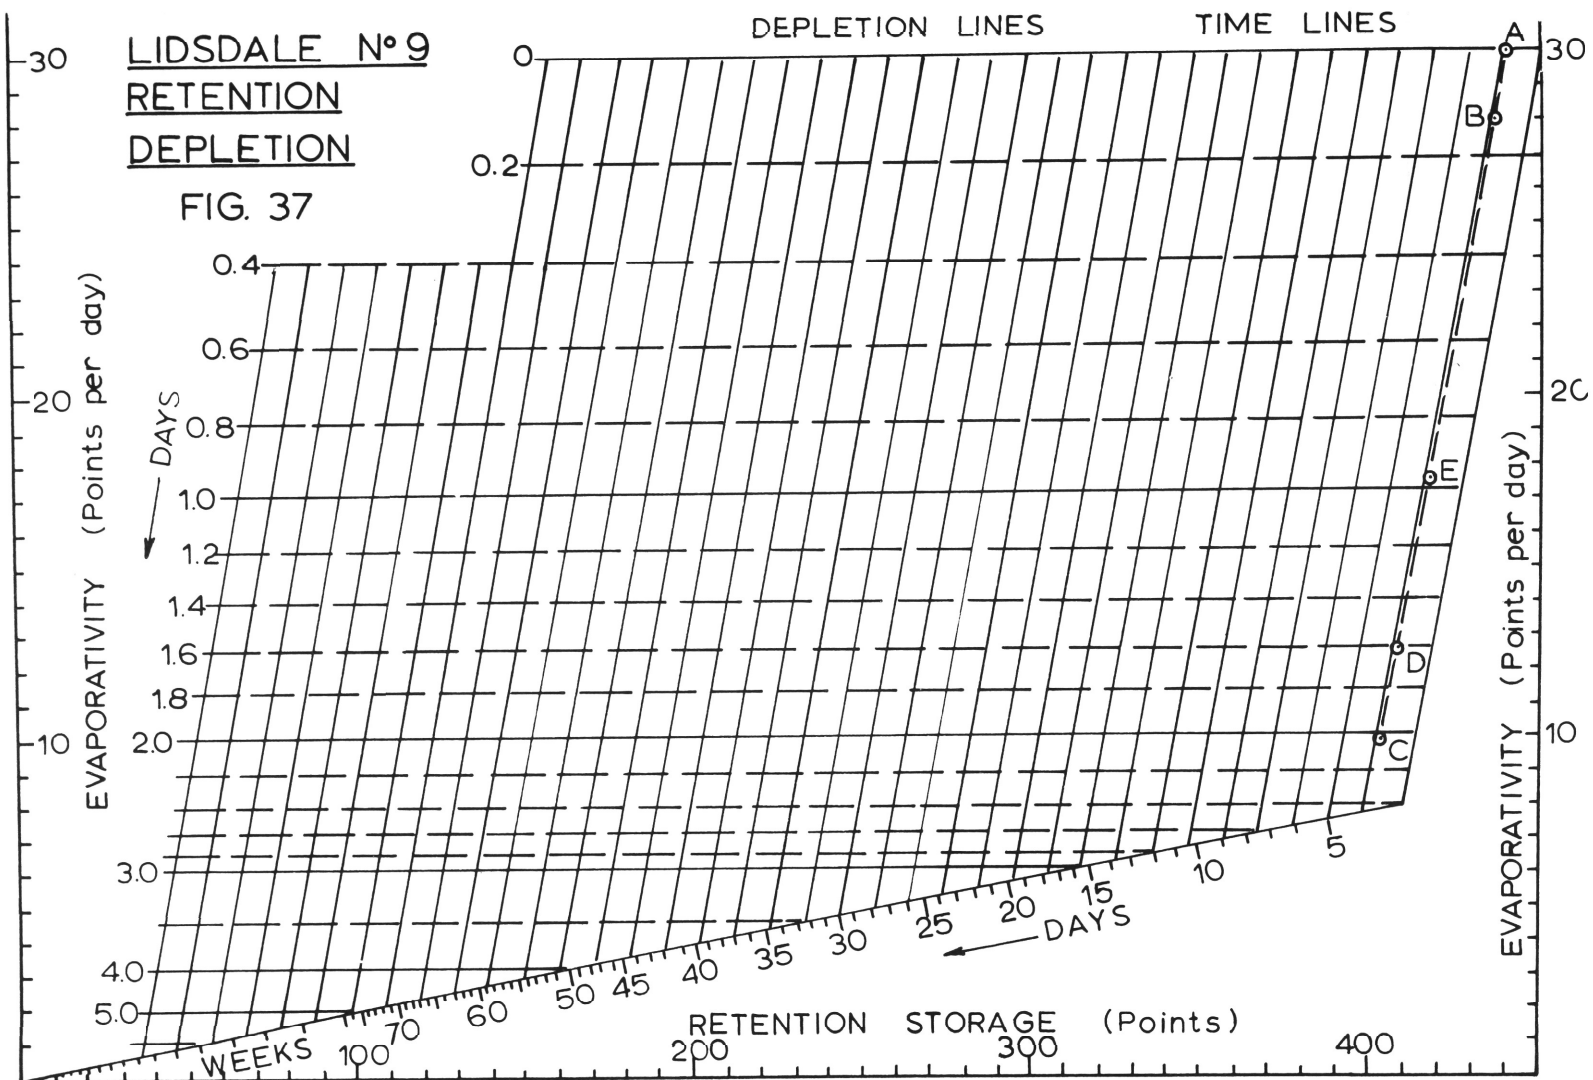 LIDSDALE Nº 9
RETENTION
DEPLETION
FIG. 37
DEPLETION LINES
TIME LINES
A
B
E
D
C
30
20
10
EVAPORATIVITY (Points per day)
DAYS
0
0.2
0.4
0.6
0.8
1.0
1.2
1.4
1.6
1.8
2.0
3.0
4.0
5.0
30
20
10
EVAPORATIVITY (Points per day)
5
10
15
20
25
30
35
40
45
50
60
70
DAYS
WEEKS
RETENTION STORAGE (Points)
100
200
300
400